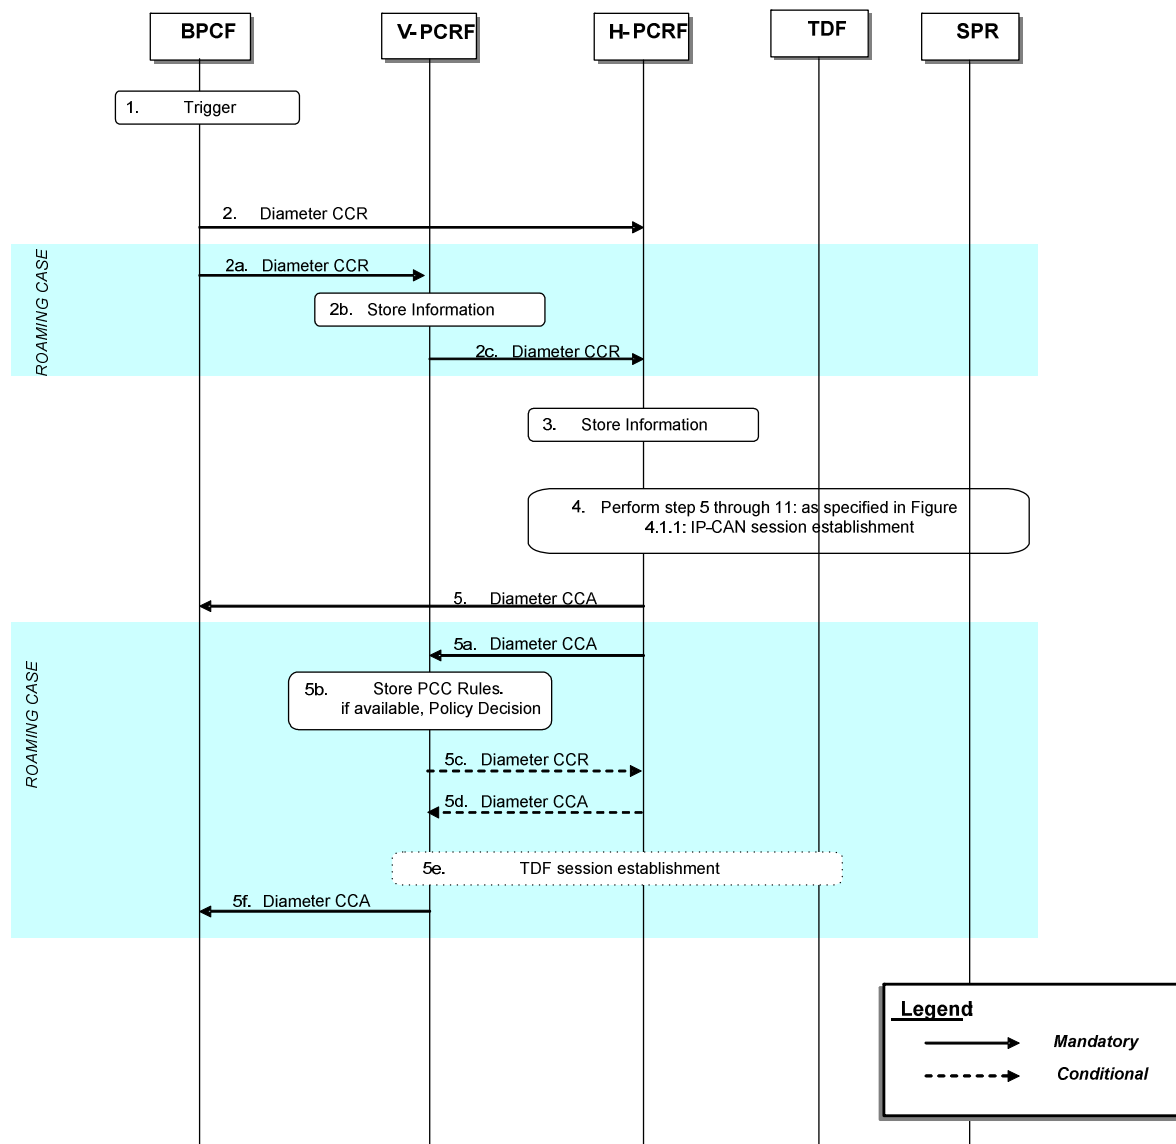 BPCF
V-PCRF
H-PCRF
TDF
SPR
1. Trigger
2. Diameter CCR
ROAMING CASE
2a. Diameter CCR
2b. Store Information
2c. Diameter CCR
3. Store Information
4. Perform step 5 through 11: as specified in Figure
4.1.1: IP-CAN session establishment
5. Diameter CCA
ROAMING CASE
5a. Diameter CCA
5b. Store PCC Rules.
if available, Policy Decision
5c. Diameter CCR
5d. Diameter CCA
5e. TDF session establishment
5f. Diameter CCA
Legend:
Mandatory
Conditional